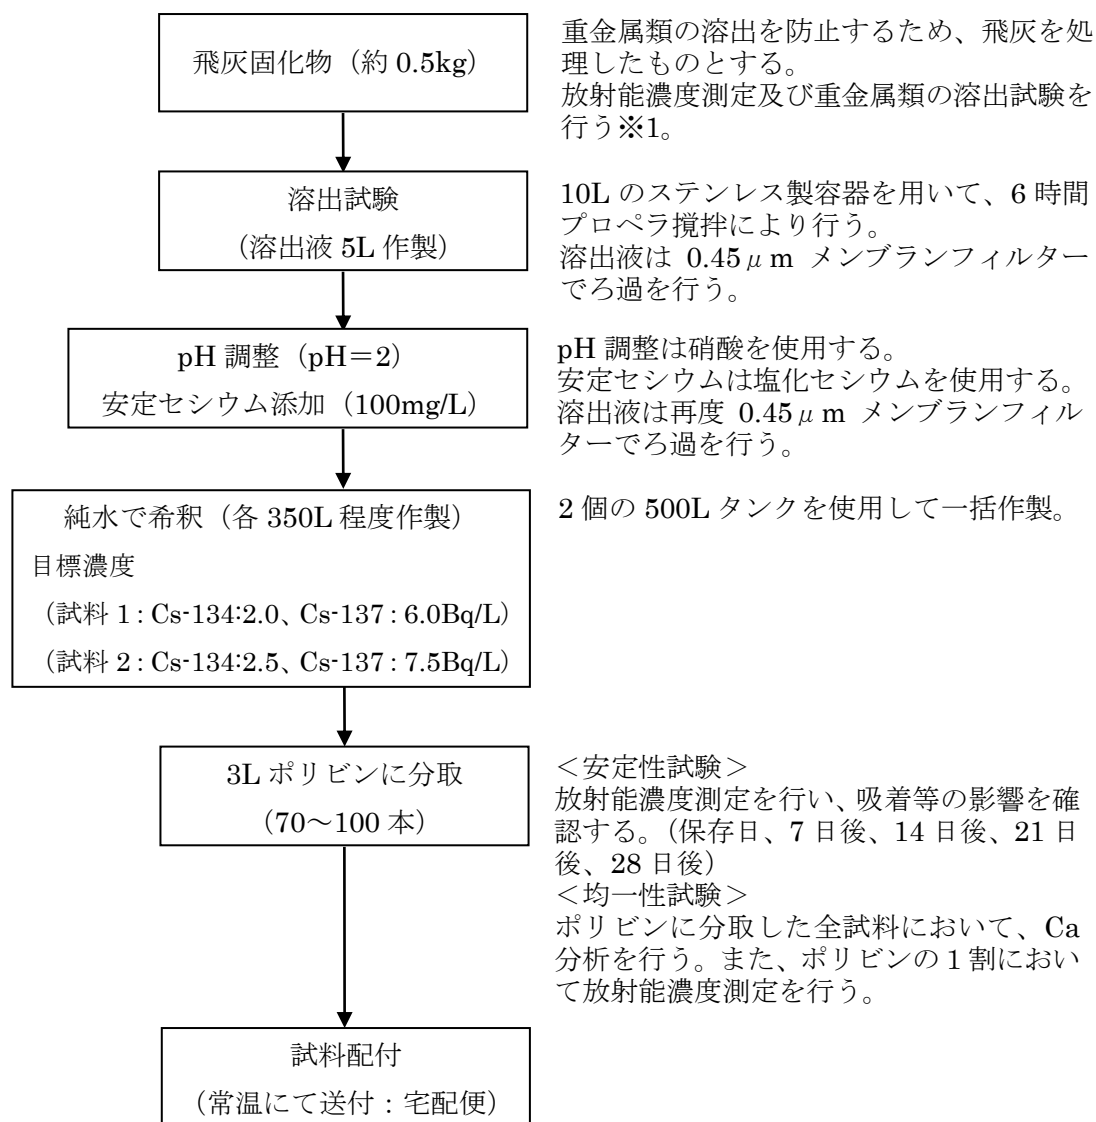 飛灰固化物（約 0.5kg）
重金属類の溶出を防止するため、飛灰を処
理したものとする。
放射能濃度測定及び重金属類の溶出試験を
行う※1。
溶出試験
（溶出液 5L 作製）
10L のステンレス製容器を用いて、6 時間
プロペラ撹拌により行う。
溶出液は 0.45μm メンブランフィルター
でろ過を行う。
pH 調整（pH＝2）
安定セシウム添加（100mg/L）
pH 調整は硝酸を使用する。
安定セシウムは塩化セシウムを使用する。
溶出液は再度 0.45μm メンブランフィル
ターでろ過を行う。
純水で希釈（各 350L 程度作製）
目標濃度
（試料 1：Cs-134:2.0、Cs-137：6.0Bq/L）
（試料 2：Cs-134:2.5、Cs-137：7.5Bq/L）
2 個の 500L タンクを使用して一括作製。
3L ポリビンに分取
（70～100 本）
＜安定性試験＞
放射能濃度測定を行い、吸着等の影響を確
認する。（保存日、7 日後、14 日後、21 日
後、28 日後）
＜均一性試験＞
ポリビンに分取した全試料において、Ca
分析を行う。また、ポリビンの 1 割におい
て放射能濃度測定を行う。
試料配付
（常温にて送付：宅配便）